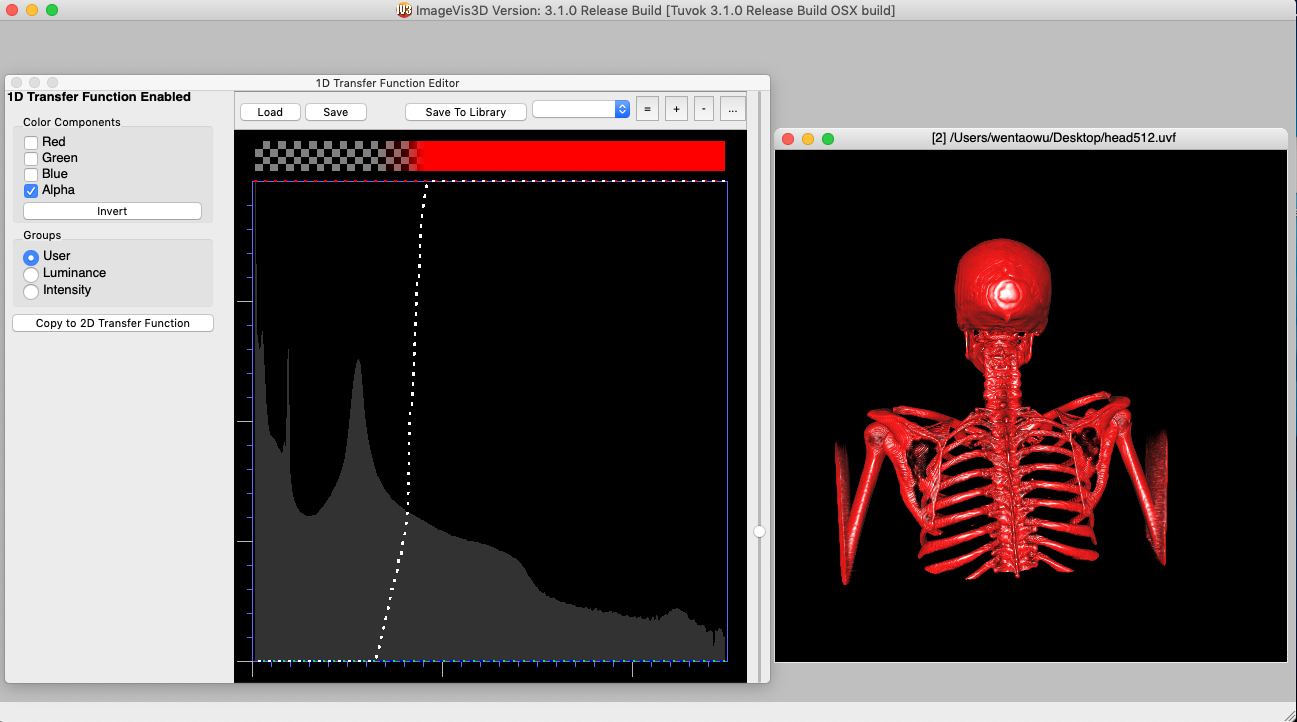 ImageVis3D Version: 3.1.0 Release Build [Tuvok 3.1.0 Release Build OSX build]
1D Transfer Function Editor
1D Transfer Function Enabled
Color Components
Red
Green
Blue
Alpha
Invert
Groups
User
Luminance
Intensity
Copy to 2D Transfer Function
Load
Save
Save To Library
=
+
-
...
[2] /Users/wentaowu/Desktop/head512.uvf